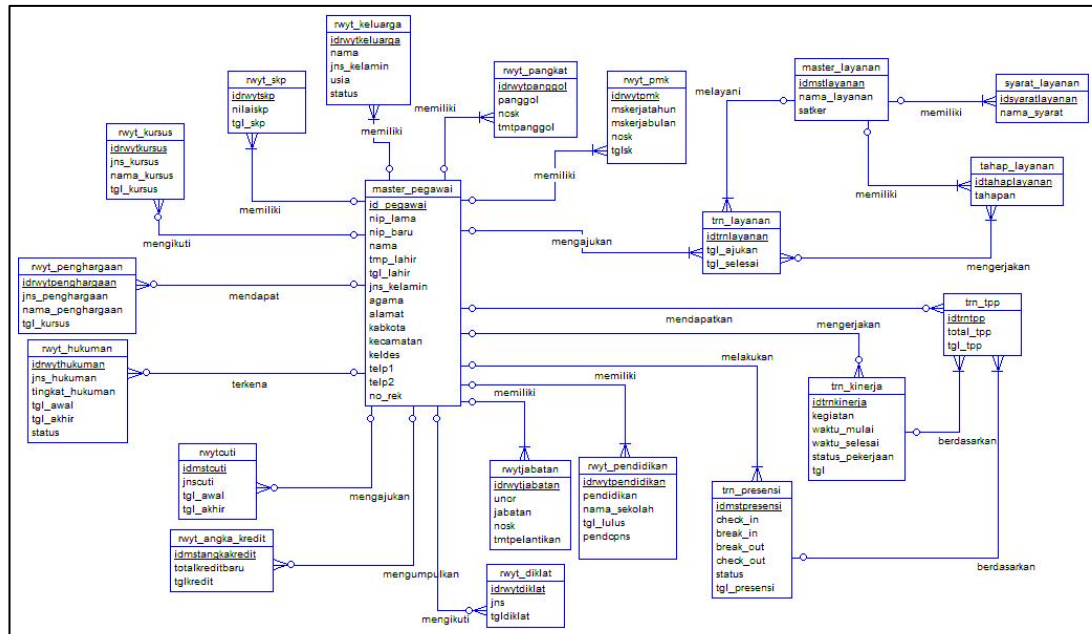 rwyt_keluarga
idrwytkeluarga
nama
jns_kelamin
usia
status
memiliki
rwyt_skp
idrwytskp
nilaiskp
tgl_skp
memiliki
rwyt_kursus
idrwytkursus
jns_kursus
nama_kursus
tgl_kursus
mengikuti
rwyt_pangkat
idrwytpanggol
panggol
nosk
tmtpanggol
memiliki
rwyt_pmk
idrwytpmk
mskerjatahun
mskerjabulan
nosk
tglsk
memiliki
master_layanan
idmstlayanan
nama_layanan
satker
melayani
syarat_layanan
idsyaratlayanan
nama_syarat
memiliki
tahap_layanan
idtahaplayanan
tahapan
memiliki
trn_layanan
idtrnlayanan
tgl_ajukan
tgl_selesai
mengajukan
mengerjakan
master_pegawai
id_pegawai
nip_lama
nip_baru
nama
tmp_lahir
tgl_lahir
jns_kelamin
agama
alamat
kabkota
kecamatan
keldes
telp1
telp2
no_rek
rwyt_penghargaan
idrwytpenghargaan
jns_penghargaan
nama_penghargaan
tgl_kursus
mendapat
rwyt_hukuman
idrwythukuman
jns_hukuman
tingkat_hukuman
tgl_awal
tgl_akhir
status
terkena
trn_tpp
idtrntpp
total_tpp
tgl_tpp
mendapatkan
mengerjakan
trn_kinerja
idtrnkinerja
kegiatan
waktu_mulai
waktu_selesai
status_pekerjaan
tgl
berdasarkan
melakukan
memiliki
memiliki
rwytcuti
idmstcuti
jnscuti
tgl_awal
tgl_akhir
mengajukan
rwytjabatan
idrwytjabatan
unor
jabatan
nosk
tmtpelantikan
rwyt_pendidikan
idrwytpendidikan
pendidikan
nama_sekolah
tgl_lulus
pendcpns
trn_presensi
idmstpresensi
check_in
break_in
break_out
check_out
status
tgl_presensi
berdasarkan
rwyt_angka_kredit
idmstangkakredit
totalkreditbaru
tglkredit
mengumpulkan
rwyt_diklat
idrwytdiklat
jns
tgldiklat
mengikuti